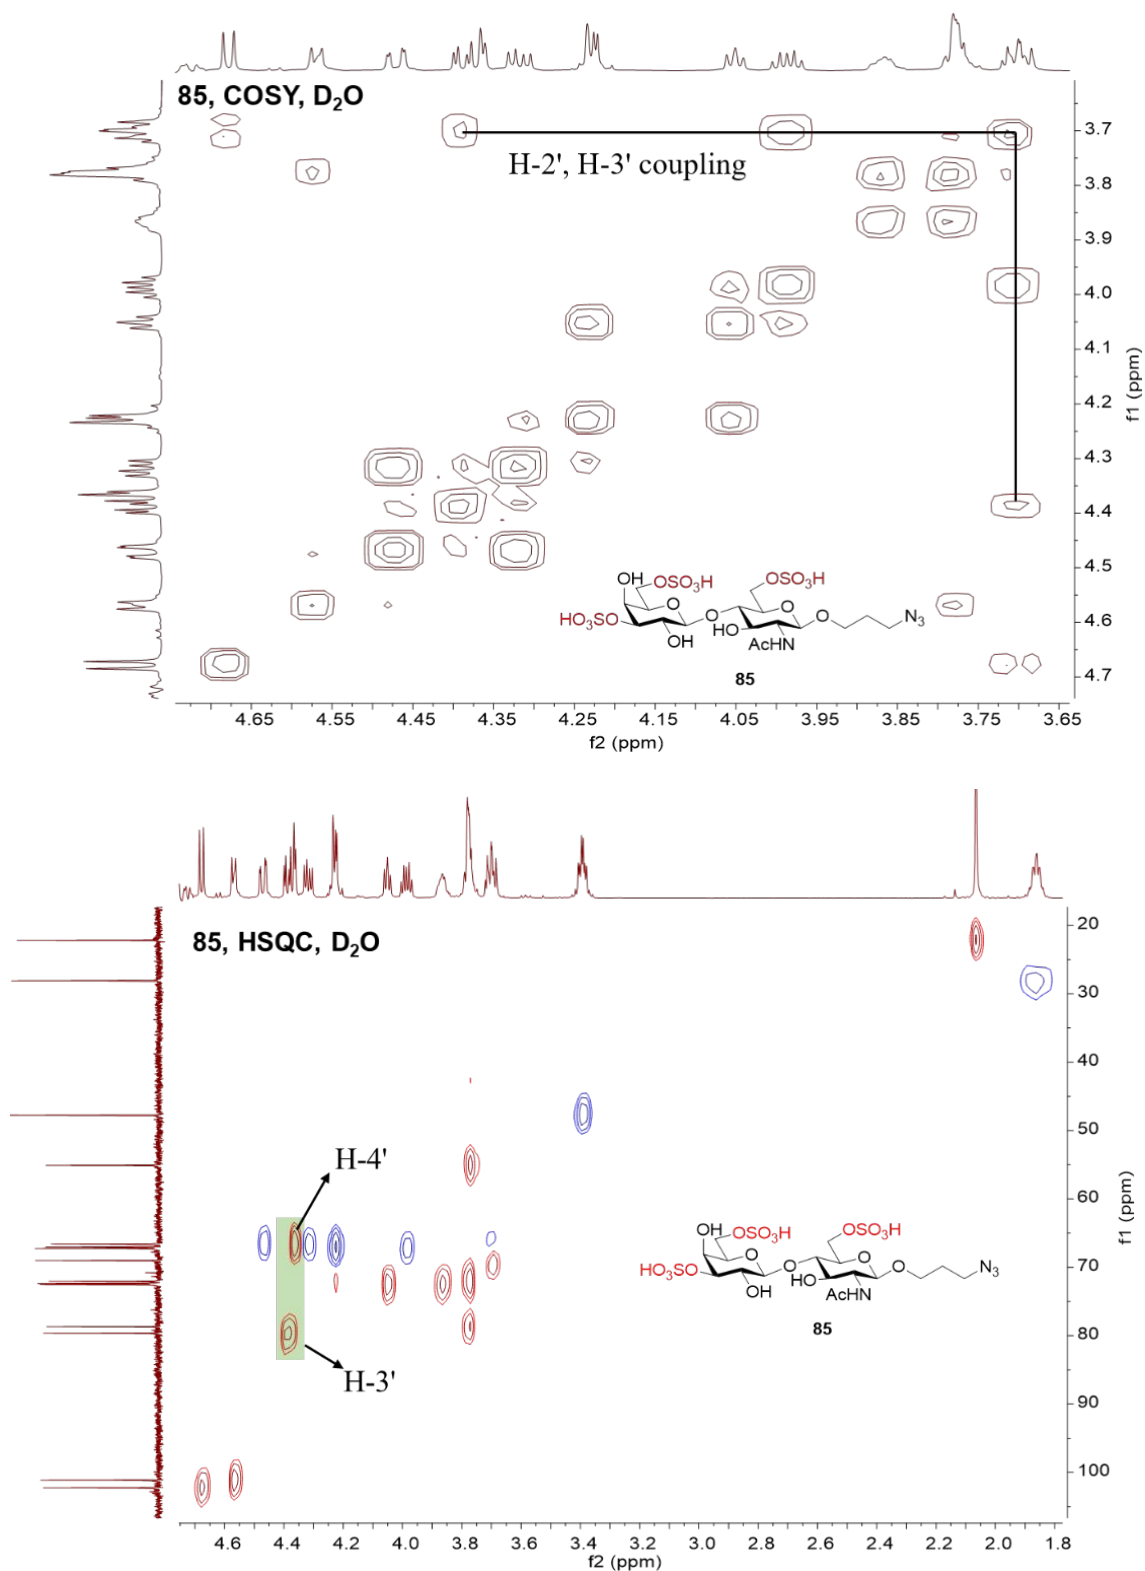 85, COSY, D₂O
H-2', H-3' coupling
3.7
3.8
3.9
4.0
4.1
4.2
4.3
4.4
4.5
4.6
4.7
f1 (ppm)
OH
OSO₃H
OSO₃H
HO₃SO
O
O
O
O
N₃
HO
OH
AcHN
85
4.65 4.55 4.45 4.35 4.25 4.15 4.05 3.95 3.85 3.75 3.65
f2 (ppm)
85, HSQC, D₂O
20
30
40
50
60
70
80
90
100
f1 (ppm)
H-4'
H-3'
OH
OSO₃H
OSO₃H
HO₃SO
O
O
O
O
N₃
HO
OH
AcHN
85
4.6 4.4 4.2 4.0 3.8 3.6 3.4 3.2 3.0 2.8 2.6 2.4 2.2 2.0 1.8
f2 (ppm)